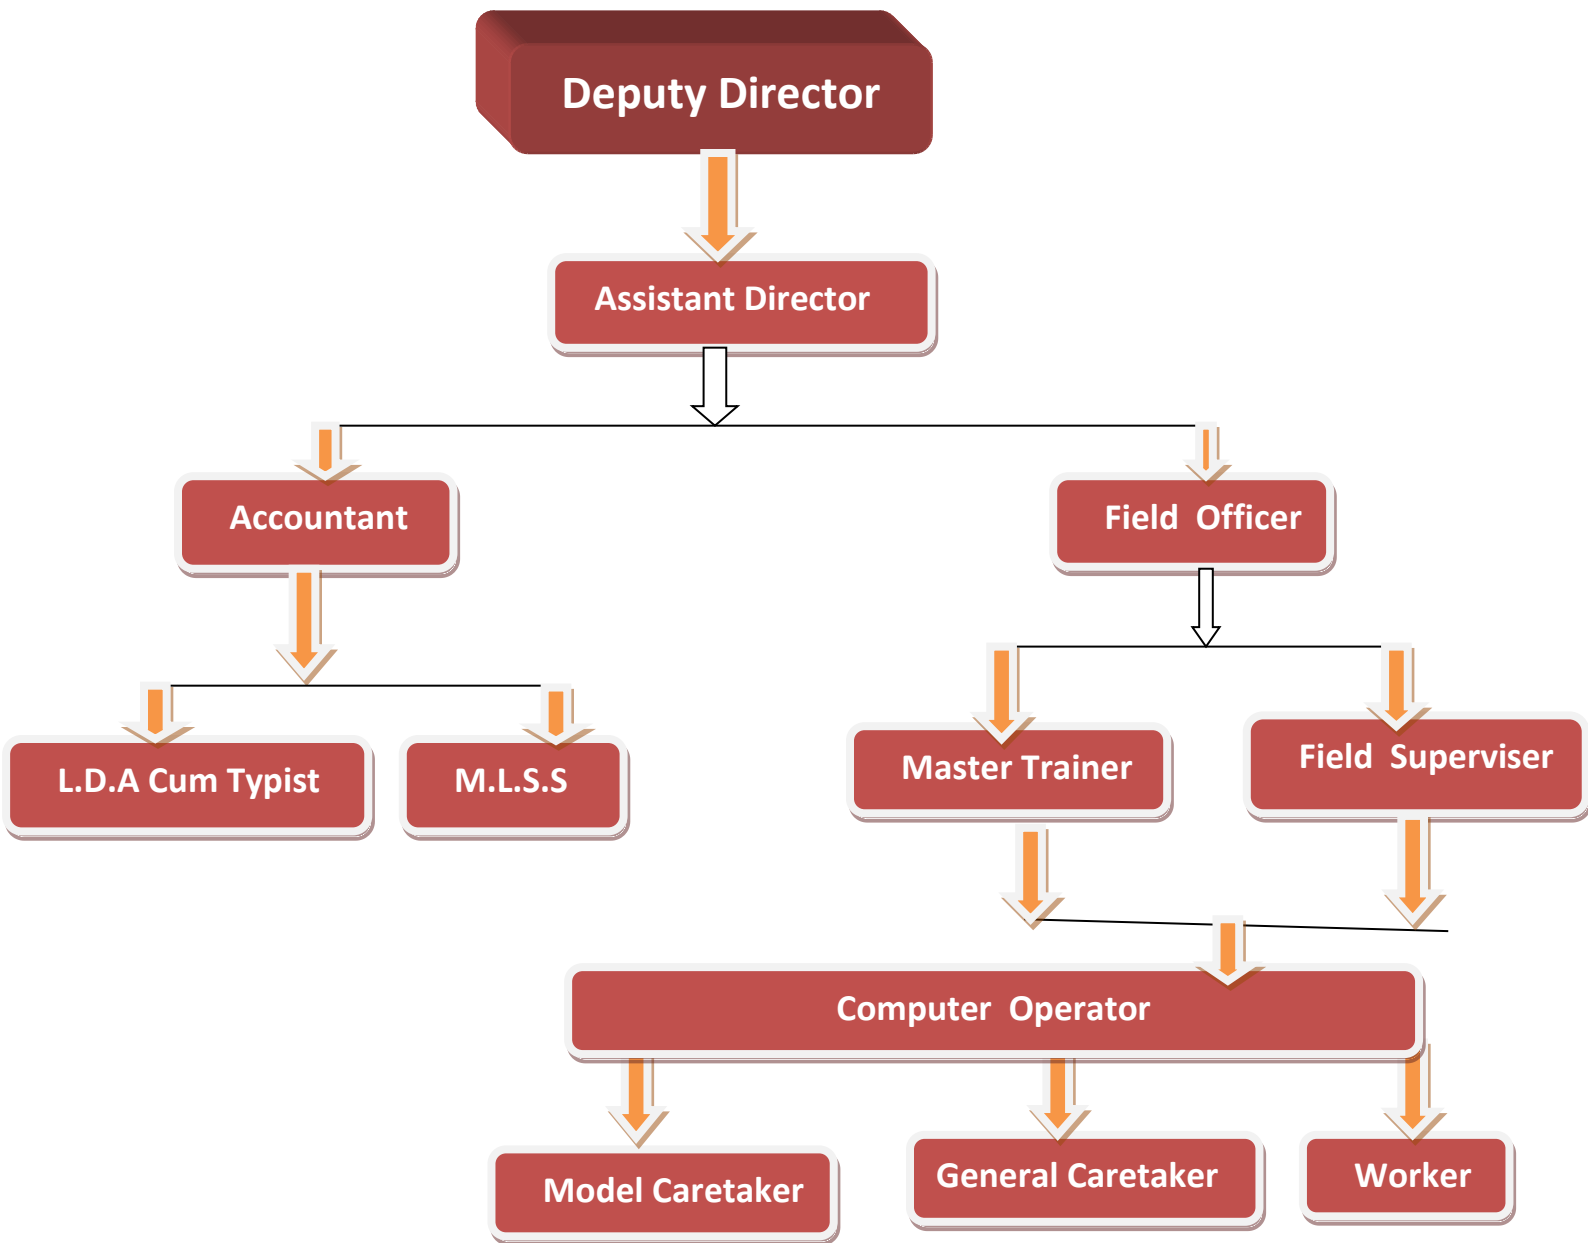 Deputy Director
Assistant Director
Accountant
Field  Officer
L.D.A Cum Typist
M.L.S.S
Master Trainer
Field  Superviser
Computer  Operator
Model Caretaker
General Caretaker
Worker